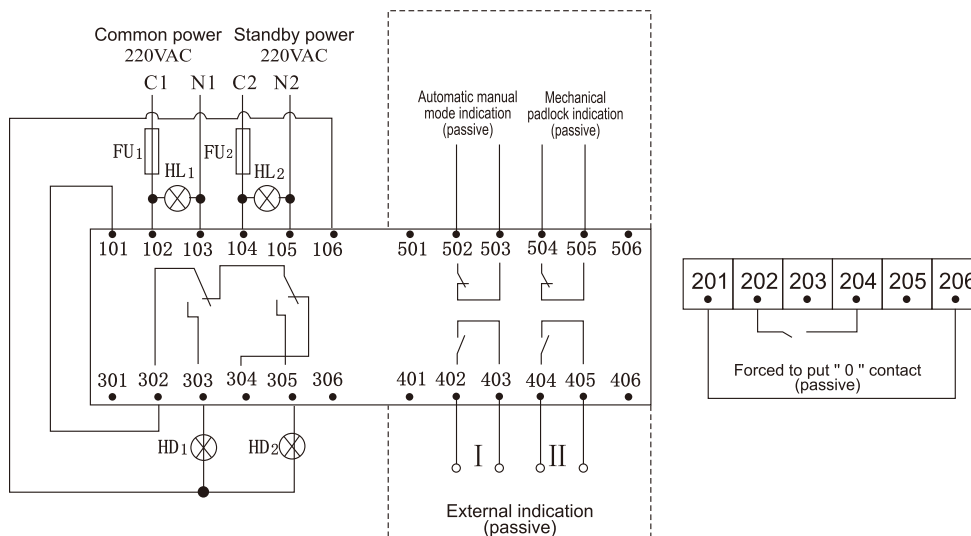 Common power Standby power
220VAC 220VAC
C1 N1 C2 N2
Automatic manual
mode indication
(passive)
Mechanical
padlock indication
(passive)
FU1 HL1 FU2 HL2
101 102 103 104 105 106 501 502 503 504 505 506
201 202 203 204 205 206
Forced to put " 0 " contact
(passive)
301 302 303 304 305 306 401 402 403 404 405 406
HD1 HD2 I II
External indication
(passive)